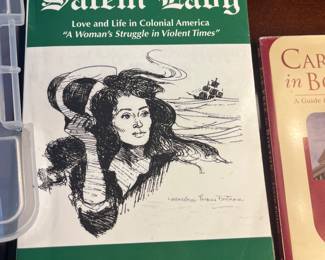 Salem Lady
Love and Life in Colonial America
"A Woman's Struggle in Violent Times"
CAR
in Bo
A Guide